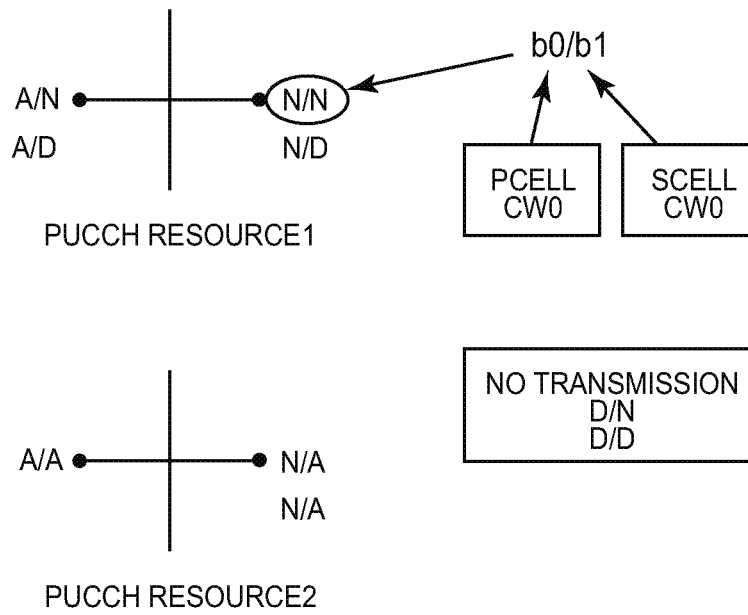 b0/b1
A/N N/N
A/D N/D
PCELL
CW0
SCELL
CW0
PUCCH RESOURCE1
NO TRANSMISSION
D/N
D/D
A/A N/A
N/A
PUCCH RESOURCE2